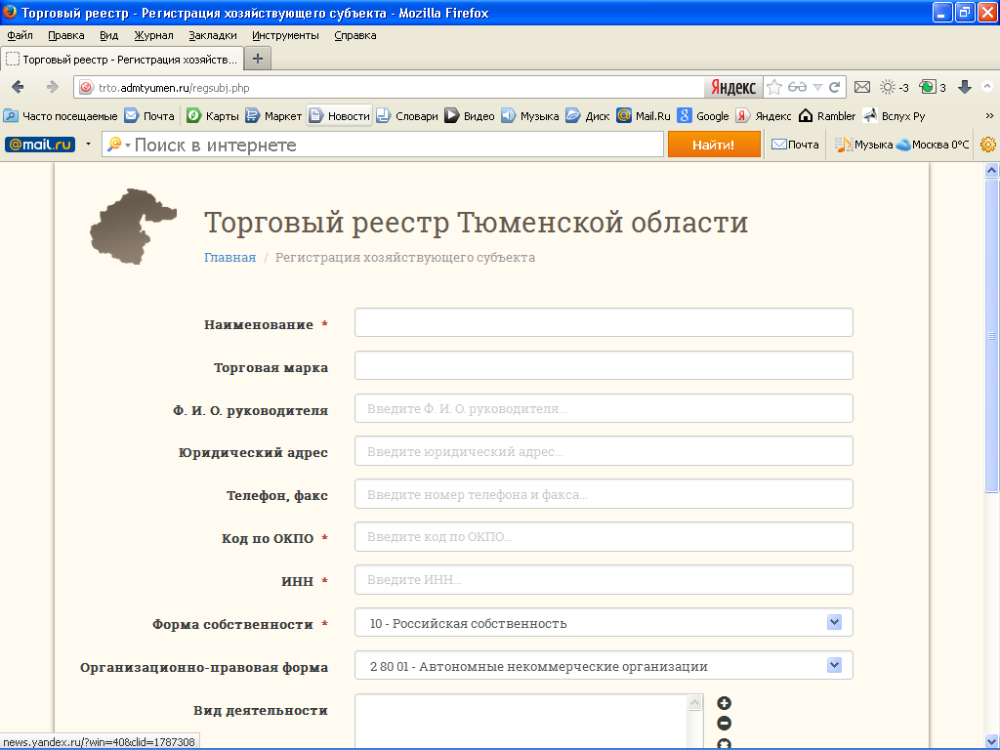 Торговый реестр - Регистрация хозяйствующего субъекта - Mozilla Firefox
Файл Правка Вид Журнал Закладки Инструменты Справка
Торговый реестр - Регистрация хозяйств... +
trto.admtyumen.ru/regsubj.php Яндекс -3 3
Часто посещаемые Почта Карты Маркет Новости Словари Видео Музыка Диск Mail.Ru Google Яндекс Rambler Вслух Ру »
@mail.ru Поиск в интернете Найти! Почта Музыка Москва 0°C
Торговый реестр Тюменской области
Главная / Регистрация хозяйствующего субъекта
Наименование *
Торговая марка
Ф. И. О. руководителя Введите Ф. И. О. руководителя...
Юридический адрес Введите юридический адрес...
Телефон, факс Введите номер телефона и факса...
Код по ОКПО * Введите код по ОКПО...
ИНН * Введите ИНН...
Форма собственности * 10 - Российская собственность
Организационно-правовая форма 2 80 01 - Автономные некоммерческие организации
Вид деятельности
news.yandex.ru/?win=40&clid=1787308